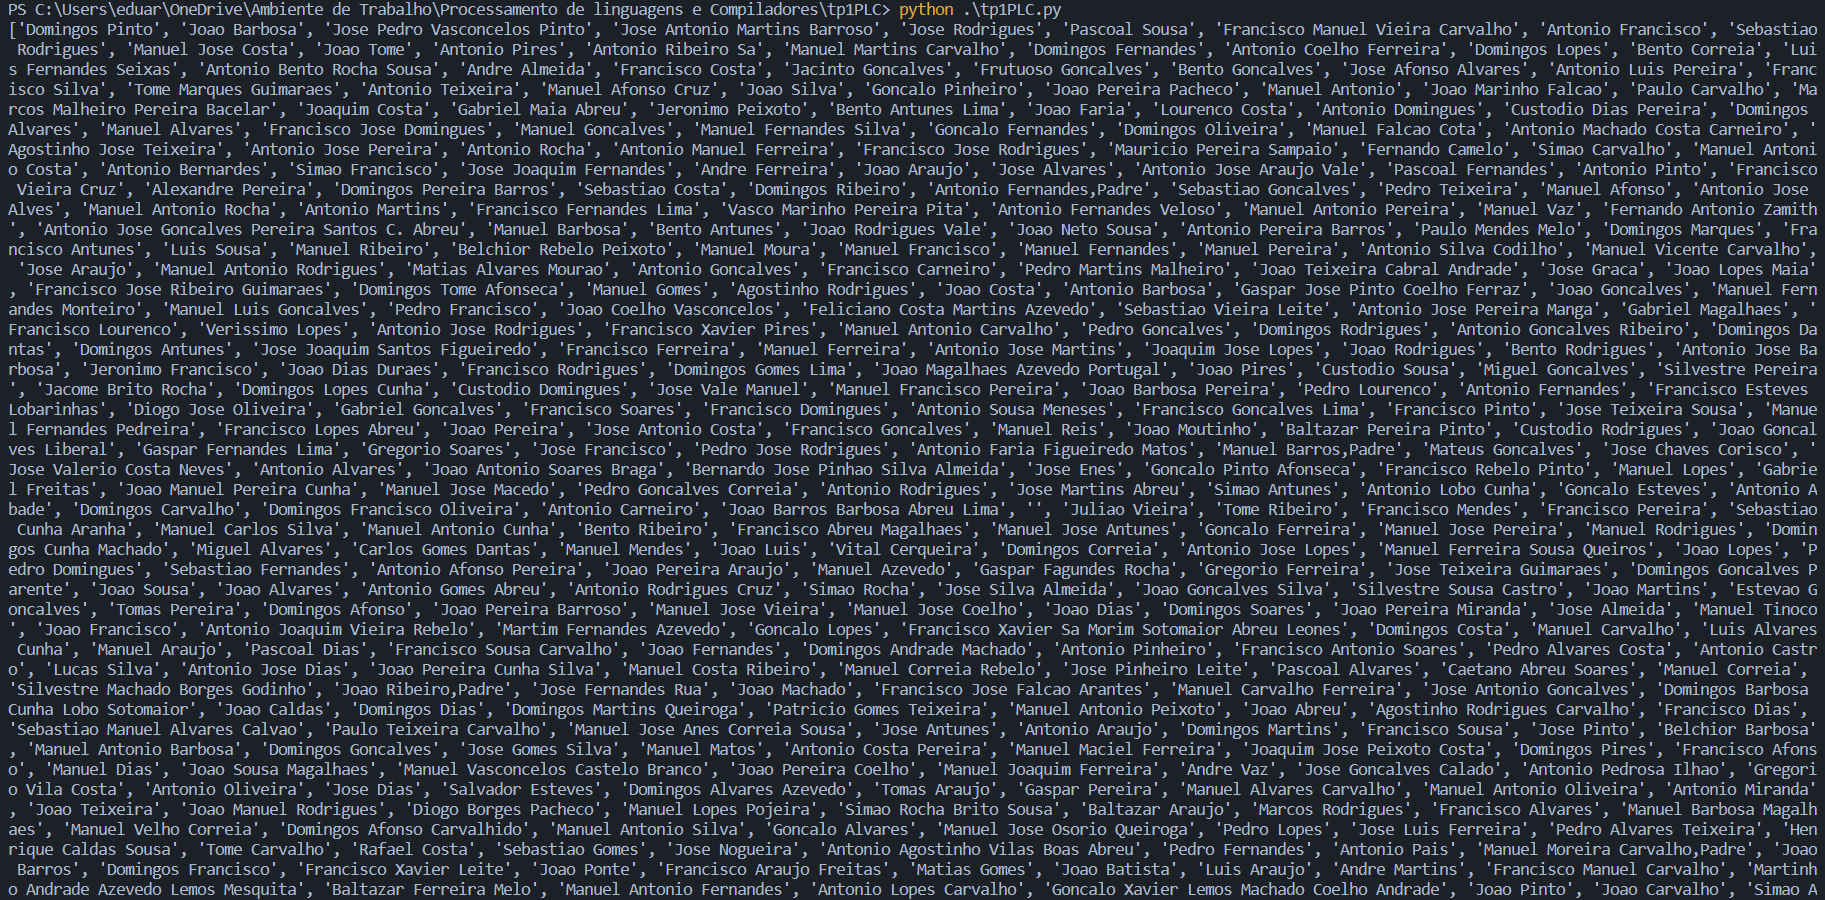 PS C:\Users\eduar\OneDrive\Ambiente de Trabalho\Processamento de linguagens e Compiladores\tp1PLC> python .\tp1PLC.py
['Domingos Pinto', 'Joao Barbosa', 'Jose Pedro Vasconcelos Pinto', 'Jose Antonio Martins Barroso', 'Jose Rodrigues', 'Pascoal Sousa', 'Francisco Manuel Vieira Carvalho', 'Antonio Francisco', 'Sebastiao
 Rodrigues', 'Manuel Jose Costa', 'Joao Tome', 'Antonio Pires', 'Antonio Ribeiro Sa', 'Manuel Martins Carvalho', 'Domingos Fernandes', 'Antonio Coelho Ferreira', 'Domingos Lopes', 'Bento Correia', 'Lui
s Fernandes Seixas', 'Antonio Bento Rocha Sousa', 'Andre Almeida', 'Francisco Costa', 'Jacinto Goncalves', 'Frutuoso Goncalves', 'Bento Goncalves', 'Jose Afonso Alvares', 'Antonio Luis Pereira', 'Franc
isco Silva', 'Tome Marques Guimaraes', 'Antonio Teixeira', 'Manuel Afonso Cruz', 'Joao Silva', 'Goncalo Pinheiro', 'Joao Pereira Pacheco', 'Manuel Antonio', 'Joao Marinho Falcao', 'Paulo Carvalho', 'Ma
rcos Malheiro Pereira Bacelar', 'Joaquim Costa', 'Gabriel Maia Abreu', 'Jeronimo Peixoto', 'Bento Antunes Lima', 'Joao Faria', 'Lourenco Costa', 'Antonio Domingues', 'Custodio Dias Pereira', 'Domingos
Alvares', 'Manuel Alvares', 'Francisco Jose Domingues', 'Manuel Goncalves', 'Manuel Fernandes Silva', 'Goncalo Fernandes', 'Domingos Oliveira', 'Manuel Falcao Cota', 'Antonio Machado Costa Carneiro', '
Agostinho Jose Teixeira', 'Antonio Jose Pereira', 'Antonio Rocha', 'Antonio Manuel Ferreira', 'Francisco Jose Rodrigues', 'Mauricio Pereira Sampaio', 'Fernando Camelo', 'Simao Carvalho', 'Manuel Antoni
o Costa', 'Antonio Bernardes', 'Simao Francisco', 'Jose Joaquim Fernandes', 'Andre Ferreira', 'Joao Araujo', 'Jose Alvares', 'Antonio Jose Araujo Vale', 'Pascoal Fernandes', 'Antonio Pinto', 'Francisco
 Vieira Cruz', 'Alexandre Pereira', 'Domingos Pereira Barros', 'Sebastiao Costa', 'Domingos Ribeiro', 'Antonio Fernandes,Padre', 'Sebastiao Goncalves', 'Pedro Teixeira', 'Manuel Afonso', 'Antonio Jose
Alves', 'Manuel Antonio Rocha', 'Antonio Martins', 'Francisco Fernandes Lima', 'Vasco Marinho Pereira Pita', 'Antonio Fernandes Veloso', 'Manuel Antonio Pereira', 'Manuel Vaz', 'Fernando Antonio Zamith
', 'Antonio Jose Goncalves Pereira Santos C. Abreu', 'Manuel Barbosa', 'Bento Antunes', 'Joao Rodrigues Vale', 'Joao Neto Sousa', 'Antonio Pereira Barros', 'Paulo Mendes Melo', 'Domingos Marques', 'Fra
ncisco Antunes', 'Luis Sousa', 'Manuel Ribeiro', 'Belchior Rebelo Peixoto', 'Manuel Moura', 'Manuel Francisco', 'Manuel Fernandes', 'Manuel Pereira', 'Antonio Silva Codilho', 'Manuel Vicente Carvalho',
 'Jose Araujo', 'Manuel Antonio Rodrigues', 'Matias Alvares Mourao', 'Antonio Goncalves', 'Francisco Carneiro', 'Pedro Martins Malheiro', 'Joao Teixeira Cabral Andrade', 'Jose Graca', 'Joao Lopes Maia'
, 'Francisco Jose Ribeiro Guimaraes', 'Domingos Tome Afonseca', 'Manuel Gomes', 'Agostinho Rodrigues', 'Joao Costa', 'Antonio Barbosa', 'Gaspar Jose Pinto Coelho Ferraz', 'Joao Goncalves', 'Manuel Fern
andes Monteiro', 'Manuel Luis Goncalves', 'Pedro Francisco', 'Joao Coelho Vasconcelos', 'Feliciano Costa Martins Azevedo', 'Sebastiao Vieira Leite', 'Antonio Jose Pereira Manga', 'Gabriel Magalhaes', '
Francisco Lourenco', 'Verissimo Lopes', 'Antonio Jose Rodrigues', 'Francisco Xavier Pires', 'Manuel Antonio Carvalho', 'Pedro Goncalves', 'Domingos Rodrigues', 'Antonio Goncalves Ribeiro', 'Domingos Da
ntas', 'Domingos Antunes', 'Jose Joaquim Santos Figueiredo', 'Francisco Ferreira', 'Manuel Ferreira', 'Antonio Jose Martins', 'Joaquim Jose Lopes', 'Joao Rodrigues', 'Bento Rodrigues', 'Antonio Jose Ba
rbosa', 'Jeronimo Francisco', 'Joao Dias Duraes', 'Francisco Rodrigues', 'Domingos Gomes Lima', 'Joao Magalhaes Azevedo Portugal', 'Joao Pires', 'Custodio Sousa', 'Miguel Goncalves', 'Silvestre Pereira
', 'Jacome Brito Rocha', 'Domingos Lopes Cunha', 'Custodio Domingues', 'Jose Vale Manuel', 'Manuel Francisco Pereira', 'Joao Barbosa Pereira', 'Pedro Lourenco', 'Antonio Fernandes', 'Francisco Esteves
Lobarinhas', 'Diogo Jose Oliveira', 'Gabriel Goncalves', 'Francisco Soares', 'Francisco Domingues', 'Antonio Sousa Meneses', 'Francisco Goncalves Lima', 'Francisco Pinto', 'Jose Teixeira Sousa', 'Manue
l Fernandes Pedreira', 'Francisco Lopes Abreu', 'Joao Pereira', 'Jose Antonio Costa', 'Francisco Goncalves', 'Manuel Reis', 'Joao Moutinho', 'Baltazar Pereira Pinto', 'Custodio Rodrigues', 'Joao Goncal
ves Liberal', 'Gaspar Fernandes Lima', 'Gregorio Soares', 'Jose Francisco', 'Pedro Jose Rodrigues', 'Antonio Faria Figueiredo Matos', 'Manuel Barros,Padre', 'Mateus Goncalves', 'Jose Chaves Corisco', '
Jose Valerio Costa Neves', 'Antonio Alvares', 'Joao Antonio Soares Braga', 'Bernardo Jose Pinhao Silva Almeida', 'Jose Enes', 'Goncalo Pinto Afonseca', 'Francisco Rebelo Pinto', 'Manuel Lopes', 'Gabrie
l Freitas', 'Joao Manuel Pereira Cunha', 'Manuel Jose Macedo', 'Pedro Goncalves Correia', 'Antonio Rodrigues', 'Jose Martins Abreu', 'Simao Antunes', 'Antonio Lobo Cunha', 'Goncalo Esteves', 'Antonio A
bade', 'Domingos Carvalho', 'Domingos Francisco Oliveira', 'Antonio Carneiro', 'Joao Barros Barbosa Abreu Lima', '', 'Juliao Vieira', 'Tome Ribeiro', 'Francisco Mendes', 'Francisco Pereira', 'Sebastiao
 Cunha Aranha', 'Manuel Carlos Silva', 'Manuel Antonio Cunha', 'Bento Ribeiro', 'Francisco Abreu Magalhaes', 'Manuel Jose Antunes', 'Goncalo Ferreira', 'Manuel Jose Pereira', 'Manuel Rodrigues', 'Domin
gos Cunha Machado', 'Miguel Alvares', 'Carlos Gomes Dantas', 'Manuel Mendes', 'Joao Luis', 'Vital Cerqueira', 'Domingos Correia', 'Antonio Jose Lopes', 'Manuel Ferreira Sousa Queiros', 'Joao Lopes', 'P
edro Domingues', 'Sebastiao Fernandes', 'Antonio Afonso Pereira', 'Joao Pereira Araujo', 'Manuel Azevedo', 'Gaspar Fagundes Rocha', 'Gregorio Ferreira', 'Jose Teixeira Guimaraes', 'Domingos Goncalves P
arente', 'Joao Sousa', 'Joao Alvares', 'Antonio Gomes Abreu', 'Antonio Rodrigues Cruz', 'Simao Rocha', 'Jose Silva Almeida', 'Joao Goncalves Silva', 'Silvestre Sousa Castro', 'Joao Martins', 'Estevao G
oncalves', 'Tomas Pereira', 'Domingos Afonso', 'Joao Pereira Barroso', 'Manuel Jose Vieira', 'Manuel Jose Coelho', 'Joao Dias', 'Domingos Soares', 'Joao Pereira Miranda', 'Jose Almeida', 'Manuel Tinoco
', 'Joao Francisco', 'Antonio Joaquim Vieira Rebelo', 'Martim Fernandes Azevedo', 'Goncalo Lopes', 'Francisco Xavier Sa Morim Sotomaior Abreu Leones', 'Domingos Costa', 'Manuel Carvalho', 'Luis Alvares
 Cunha', 'Manuel Araujo', 'Pascoal Dias', 'Francisco Sousa Carvalho', 'Joao Fernandes', 'Domingos Andrade Machado', 'Antonio Pinheiro', 'Francisco Antonio Soares', 'Pedro Alvares Costa', 'Antonio Castr
o', 'Lucas Silva', 'Antonio Jose Dias', 'Joao Pereira Cunha Silva', 'Manuel Costa Ribeiro', 'Manuel Correia Rebelo', 'Jose Pinheiro Leite', 'Pascoal Alvares', 'Caetano Abreu Soares', 'Manuel Correia',
'Silvestre Machado Borges Godinho', 'Joao Ribeiro,Padre', 'Jose Fernandes Rua', 'Joao Machado', 'Francisco Jose Falcao Arantes', 'Manuel Carvalho Ferreira', 'Jose Antonio Goncalves', 'Domingos Barbosa
Cunha Lobo Sotomaior', 'Joao Caldas', 'Domingos Dias', 'Domingos Martins Queiroga', 'Patricio Gomes Teixeira', 'Manuel Antonio Peixoto', 'Joao Abreu', 'Agostinho Rodrigues Carvalho', 'Francisco Dias',
'Sebastiao Manuel Alvares Calvao', 'Paulo Teixeira Carvalho', 'Manuel Jose Anes Correia Sousa', 'Jose Antunes', 'Antonio Araujo', 'Domingos Martins', 'Francisco Sousa', 'Jose Pinto', 'Belchior Barbosa'
, 'Manuel Antonio Barbosa', 'Domingos Goncalves', 'Jose Gomes Silva', 'Manuel Matos', 'Antonio Costa Pereira', 'Manuel Maciel Ferreira', 'Joaquim Jose Peixoto Costa', 'Domingos Pires', 'Francisco Afons
o', 'Manuel Dias', 'Joao Sousa Magalhaes', 'Manuel Vasconcelos Castelo Branco', 'Joao Pereira Coelho', 'Manuel Joaquim Ferreira', 'Andre Vaz', 'Jose Goncalves Calado', 'Antonio Pedrosa Ilhao', 'Gregori
o Vila Costa', 'Antonio Oliveira', 'Jose Dias', 'Salvador Esteves', 'Domingos Alvares Azevedo', 'Tomas Araujo', 'Gaspar Pereira', 'Manuel Alvares Carvalho', 'Manuel Antonio Oliveira', 'Antonio Miranda'
, 'Joao Teixeira', 'Joao Manuel Rodrigues', 'Diogo Borges Pacheco', 'Manuel Lopes Pojeira', 'Simao Rocha Brito Sousa', 'Baltazar Araujo', 'Marcos Rodrigues', 'Francisco Alvares', 'Manuel Barbosa Magalh
aes', 'Manuel Velho Correia', 'Domingos Afonso Carvalhido', 'Manuel Antonio Silva', 'Goncalo Alvares', 'Manuel Jose Osorio Queiroga', 'Pedro Lopes', 'Jose Luis Ferreira', 'Pedro Alvares Teixeira', 'Hen
rique Caldas Sousa', 'Tome Carvalho', 'Rafael Costa', 'Sebastiao Gomes', 'Jose Nogueira', 'Antonio Agostinho Vilas Boas Abreu', 'Pedro Fernandes', 'Antonio Pais', 'Manuel Moreira Carvalho,Padre', 'Joao
 Barros', 'Domingos Francisco', 'Francisco Xavier Leite', 'Joao Ponte', 'Francisco Araujo Freitas', 'Matias Gomes', 'Joao Batista', 'Luis Araujo', 'Andre Martins', 'Francisco Manuel Carvalho', 'Martinh
o Andrade Azevedo Lemos Mesquita', 'Baltazar Ferreira Melo', 'Manuel Antonio Fernandes', 'Antonio Lopes Carvalho', 'Goncalo Xavier Lemos Machado Coelho Andrade', 'Joao Pinto', 'Joao Carvalho', 'Simao A